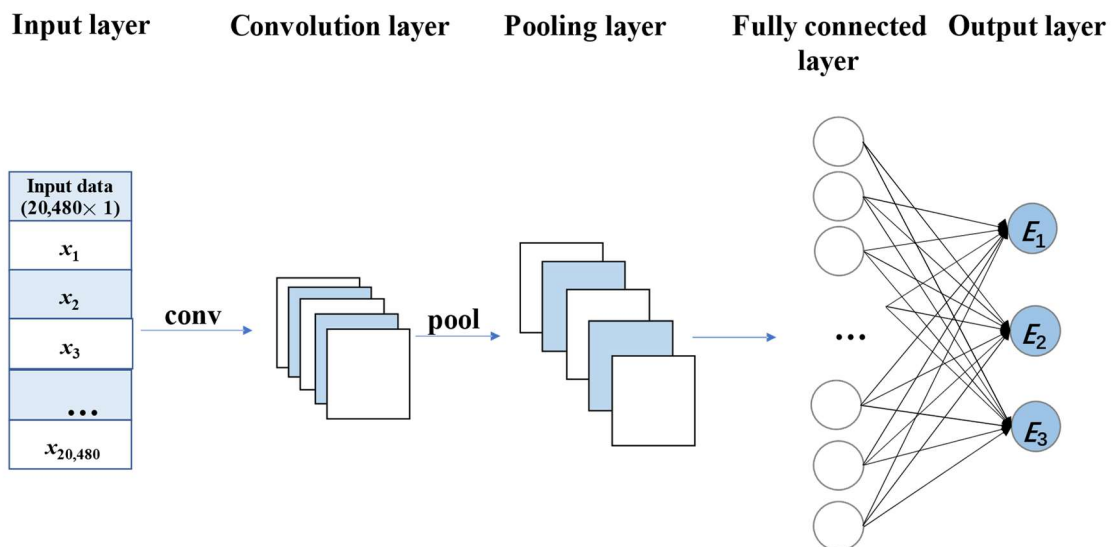 Input layer
Convolution layer
Pooling layer
Fully connected
layer
Output layer
Input data
(20,480× 1)
x₁
x₂
x₃
...
x₂₀,₄₈₀
conv
pool
...
E₁
E₂
E₃